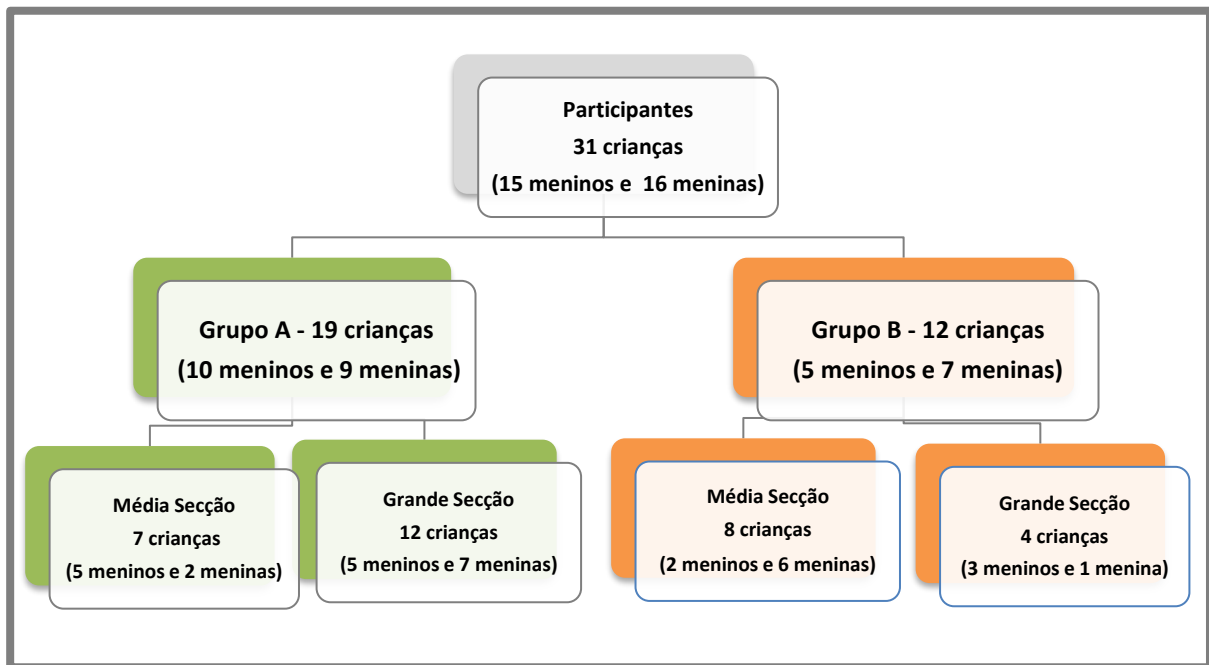 Participantes
31 crianças
(15 meninos e 16 meninas)
Grupo A - 19 crianças
(10 meninos e 9 meninas)
Grupo B - 12 crianças
(5 meninos e 7 meninas)
Média Secção
7 crianças
(5 meninos e 2 meninas)
Grande Secção
12 crianças
(5 meninos e 7 meninas)
Média Secção
8 crianças
(2 meninos e 6 meninas)
Grande Secção
4 crianças
(3 meninos e 1 menina)